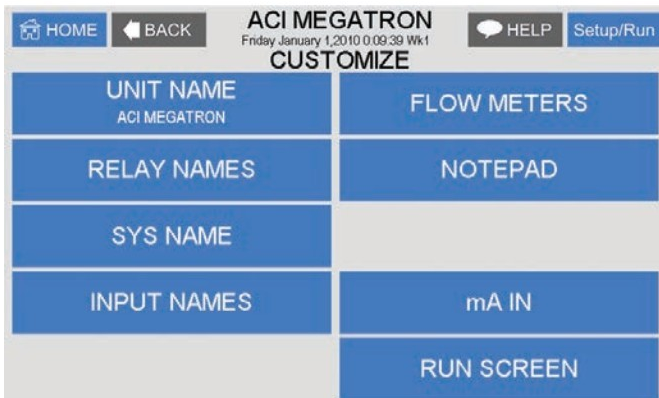 HOME
BACK
ACI MEGATRON
Friday January 1,2010 0:09:39 Wk1
HELP
Setup/Run
CUSTOMIZE
UNIT NAME
ACI MEGATRON
FLOW METERS
RELAY NAMES
NOTEPAD
SYS NAME
INPUT NAMES
mA IN
RUN SCREEN